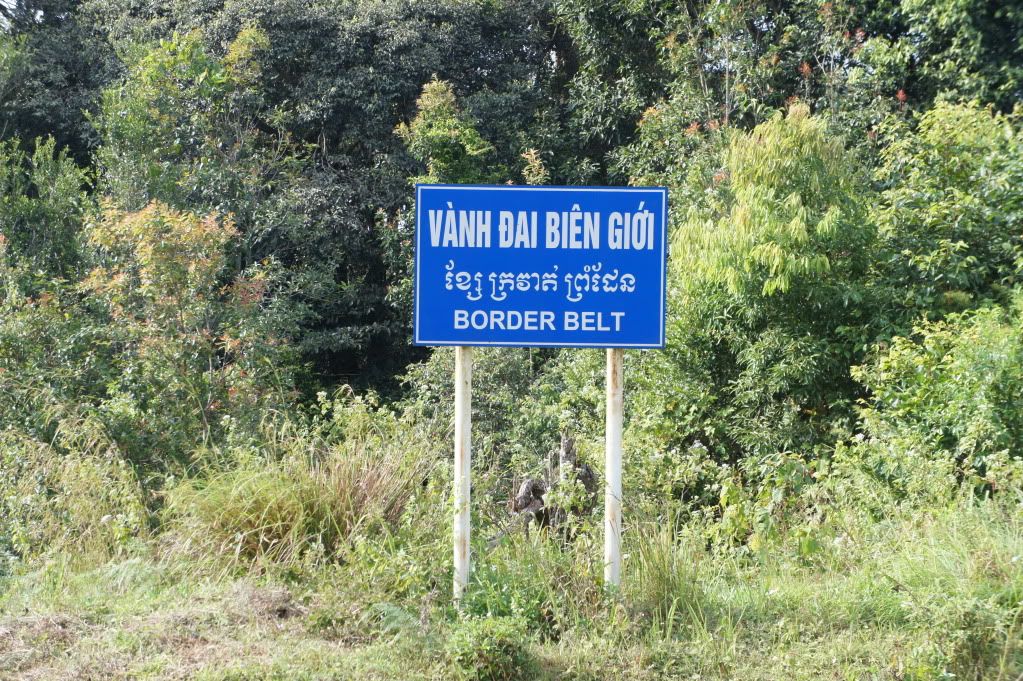 VÀNH ĐAI BIÊN GIỚI
ខ្សែ ក្រវាត់ ព្រំដែន
BORDER BELT